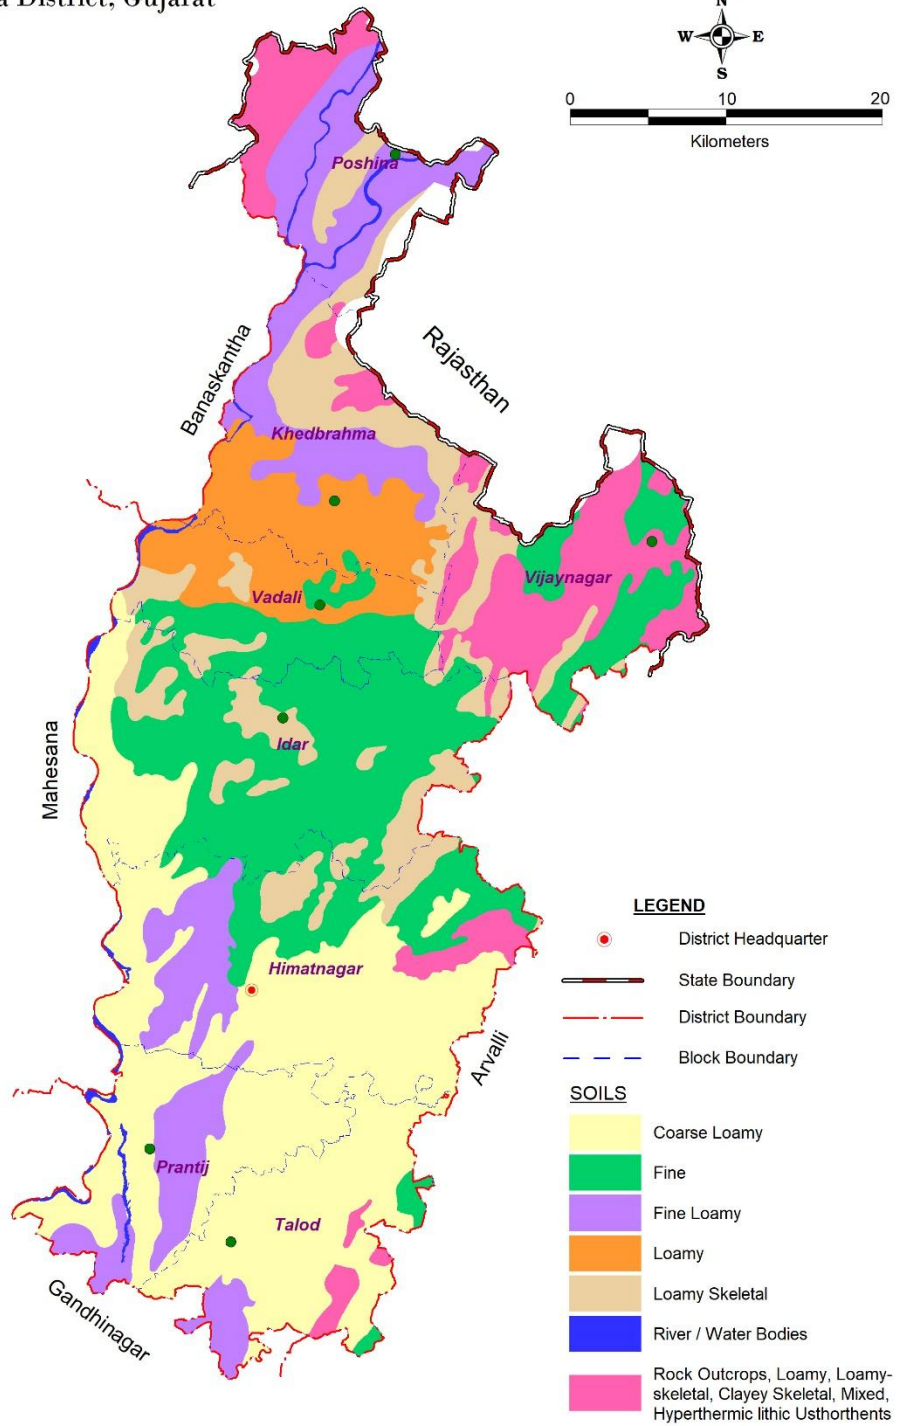 District, Gujarat
N
W E
S
0 10 20
Kilometers
Poshina
Rajasthan
Banaskantha
Khedbrahma
Vijaynagar
Vadali
Idar
Mahesana
LEGEND
District Headquarter
Himatnagar
State Boundary
District Boundary
Arvalli
Block Boundary
SOILS
Coarse Loamy
Prantij
Fine
Fine Loamy
Talod
Loamy
Loamy Skeletal
Gandhinagar
River / Water Bodies
Rock Outcrops, Loamy, Loamy-
skeletal, Clayey Skeletal, Mixed,
Hyperthermic lithic Usthorthents